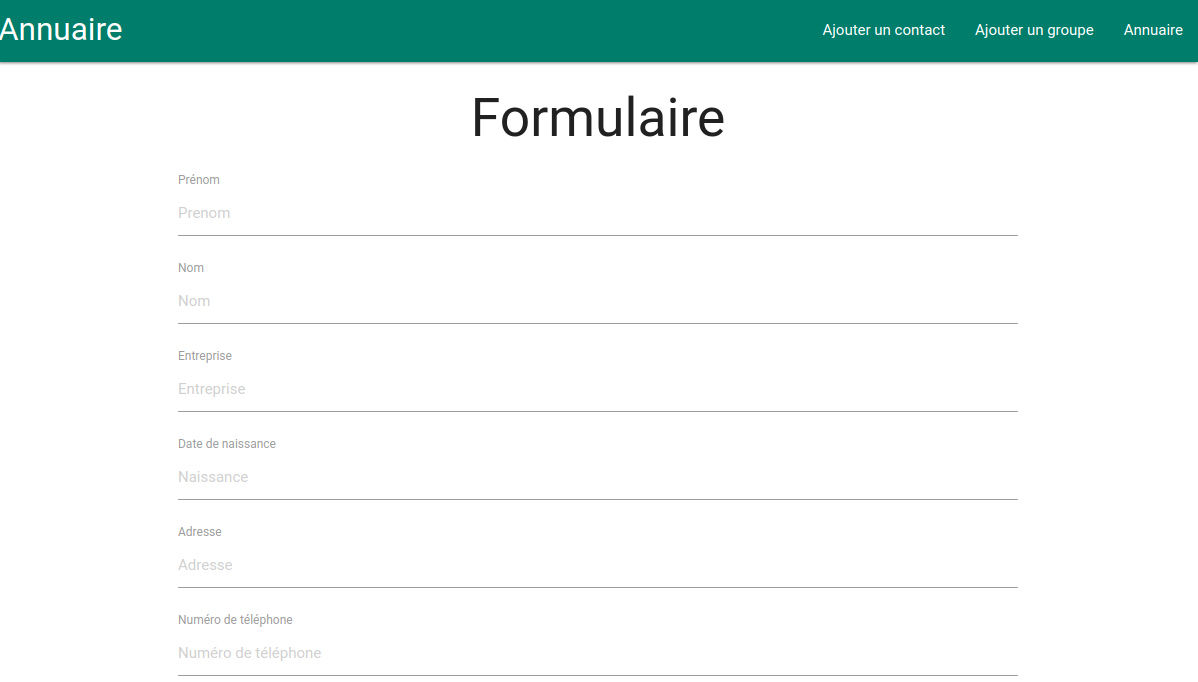 Annuaire
Ajouter un contact
Ajouter un groupe
Annuaire
Formulaire
Prénom
Prenom
Nom
Nom
Entreprise
Entreprise
Date de naissance
Naissance
Adresse
Adresse
Numéro de téléphone
Numéro de téléphone